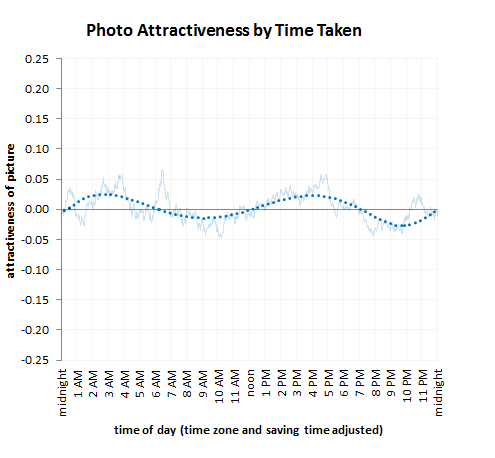 Photo Attractiveness by Time Taken
0.25
0.20
0.15
0.10
0.05
0.00
-0.05
-0.10
-0.15
-0.20
-0.25
attractiveness of picture
midnight
1 AM
2 AM
3 AM
4 AM
5 AM
6 AM
7 AM
8 AM
9 AM
10 AM
11 AM
noon
1 PM
2 PM
3 PM
4 PM
5 PM
6 PM
7 PM
8 PM
9 PM
10 PM
11 PM
midnight
time of day (time zone and saving time adjusted)